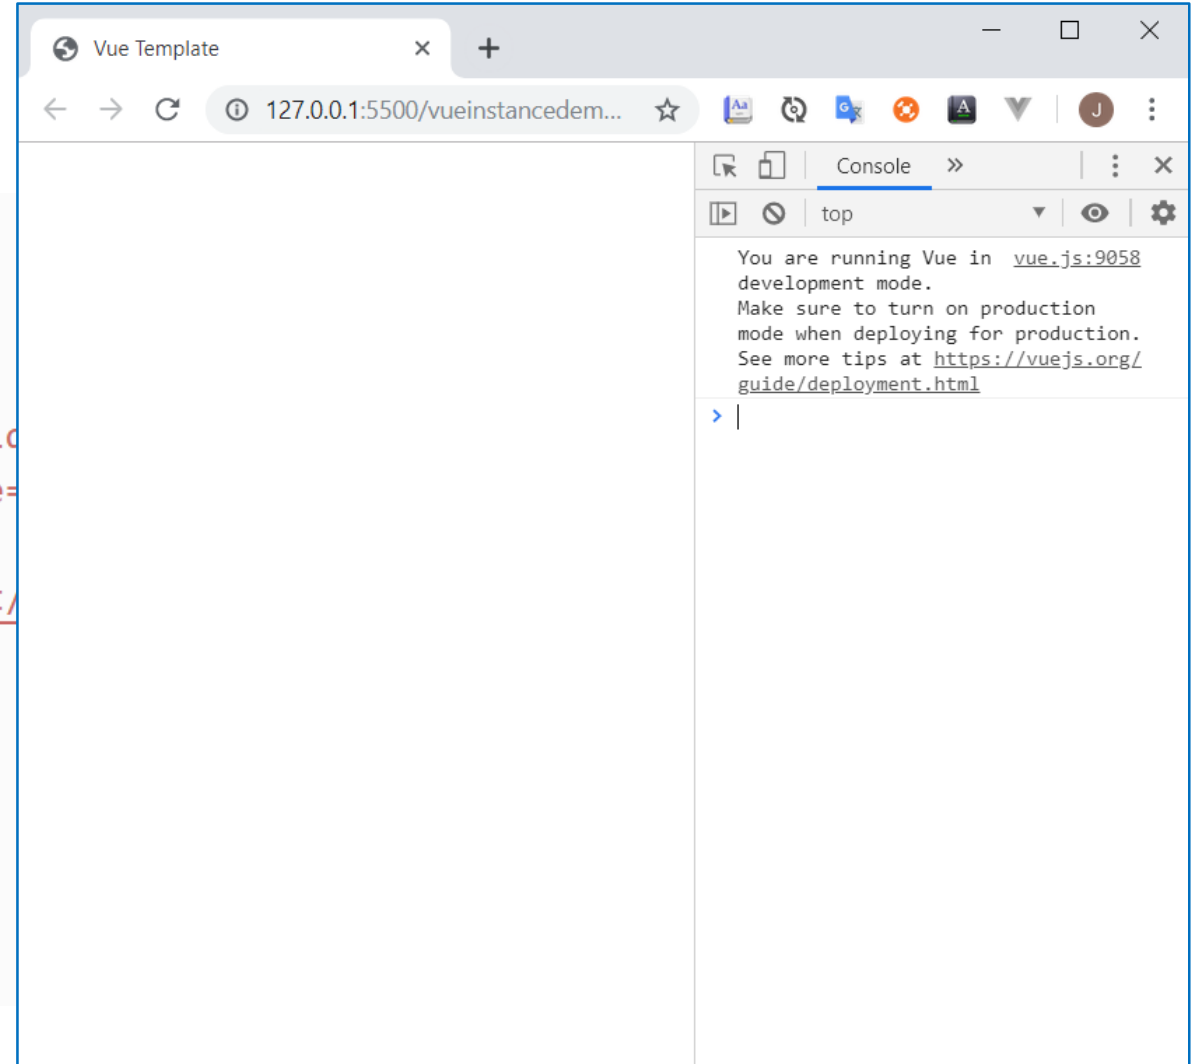 Vue Template
127.0.0.1:5500/vueinstancedem...
J
Console
top
You are running Vue in vue.js:9058
development mode.
Make sure to turn on production
mode when deploying for production.
See more tips at https://vuejs.org/
guide/deployment.html